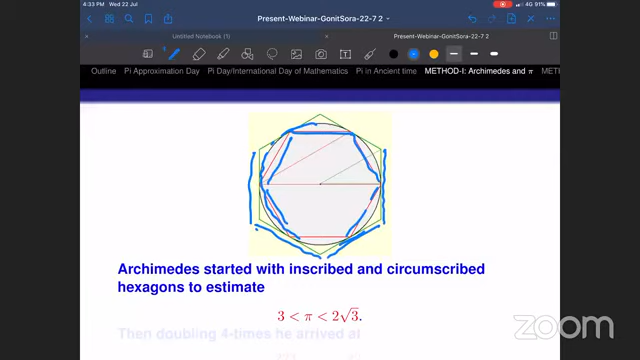 4:33 PM Wed 22 Jul
Present-Webinar-GonitSora-22-7 2
4G 91%
Untitled Notebook (1)
Present-Webinar-GonitSora-22-7 2
Outline Pi Approximation Day Pi Day/International Day of Mathematics Pi in Ancient time METHOD-I: Archimedes and π MET
Archimedes started with inscribed and circumscribed
hexagons to estimate
3 < π < 2√3.
Then doubling 4-times he arrived at
zoom